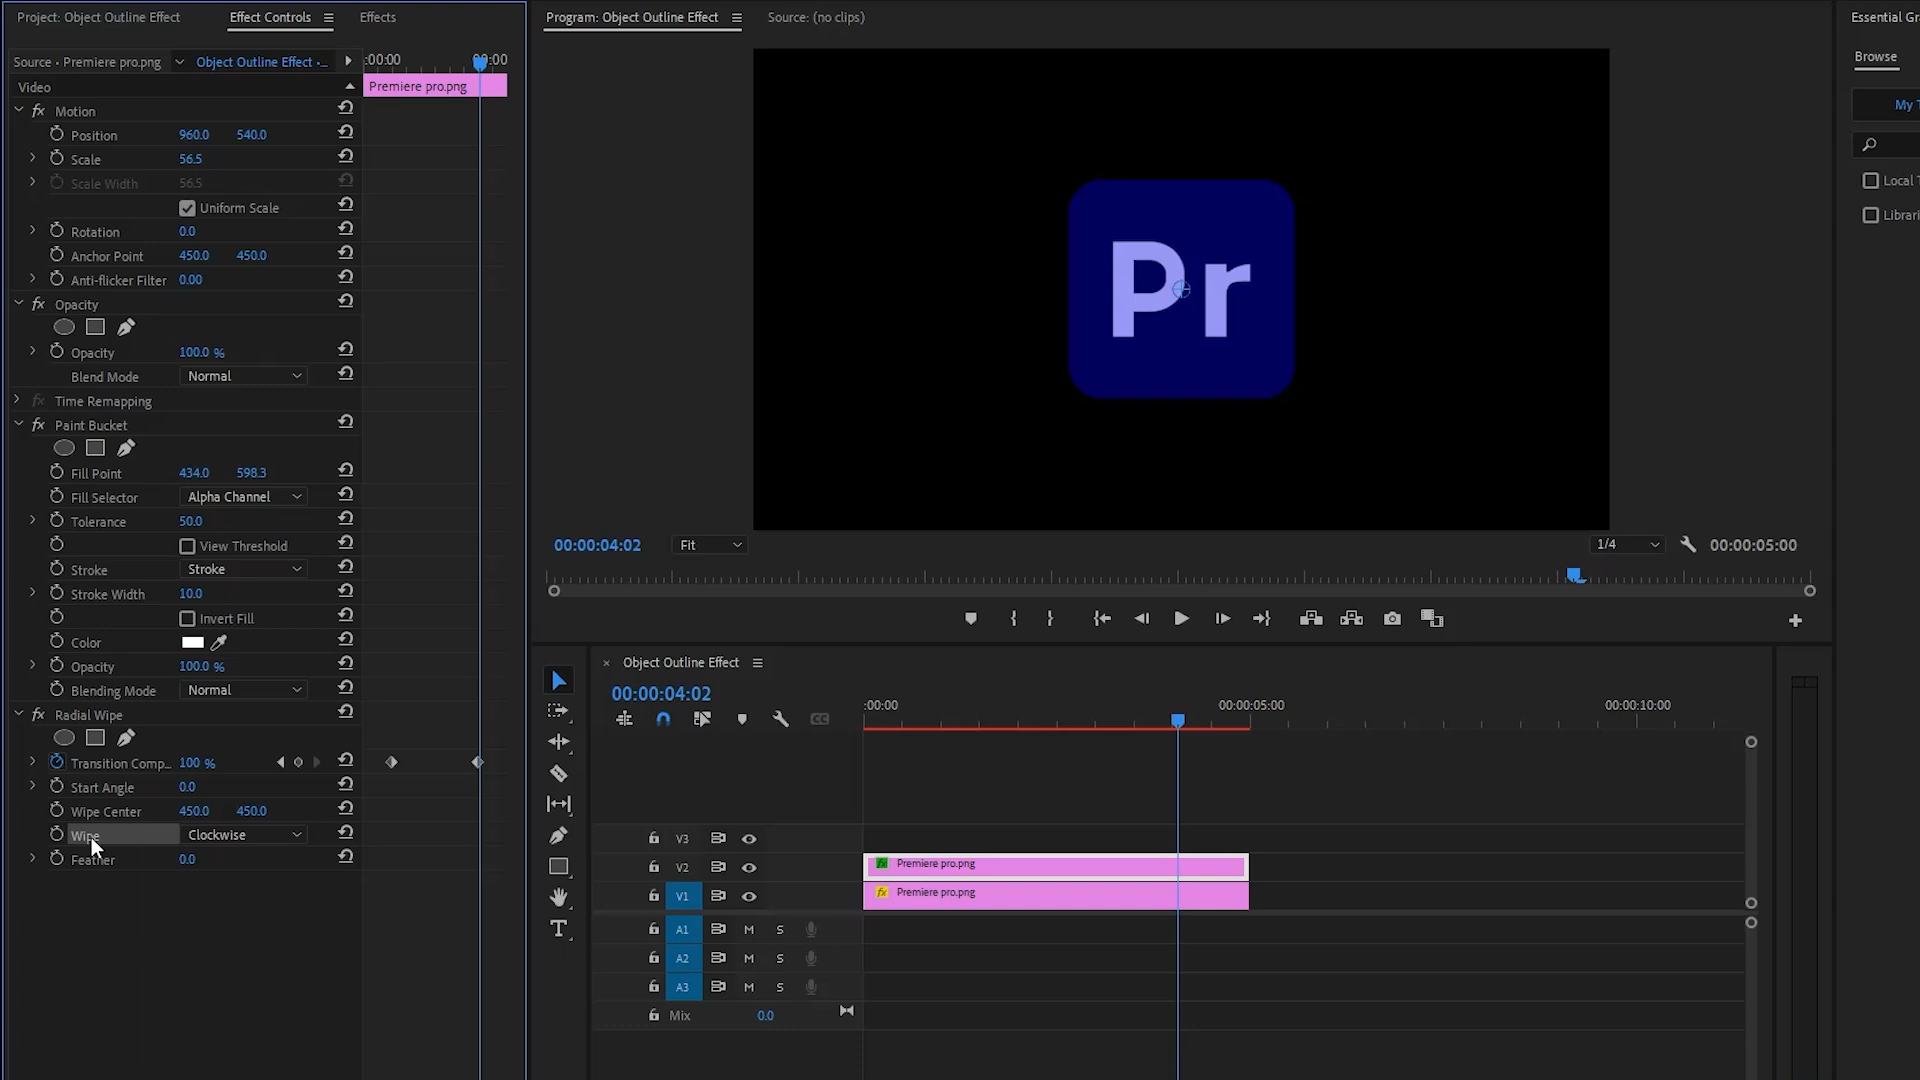 Project: Object Outline Effect
Effect Controls
Effects
Program: Object Outline Effect
Source: (no clips)
Essential Gr
Source • Premiere pro.png
Object Outline Effect • ...
:00:00
00:00
Browse
Video
Premiere pro.png
fx Motion
My T
Position 960.0 540.0
Scale 56.5
Scale Width 56.5
Local T
Uniform Scale
Librari
Rotation 0.0
Anchor Point 450.0 450.0
Anti-flicker Filter 0.00
fx Opacity
Pr
Opacity 100.0 %
Blend Mode Normal
fx Time Remapping
fx Paint Bucket
Fill Point 434.0 598.3
Fill Selector Alpha Channel
Tolerance 50.0
View Threshold
00:00:04:02
Fit
1/4
00:00:05:00
Stroke Stroke
Stroke Width 10.0
Invert Fill
Color
Opacity 100.0 %
Blending Mode Normal
fx Radial Wipe
Transition Comp... 100 %
Start Angle 0.0
Wipe Center 450.0 450.0
Wipe Clockwise
Feather 0.0
× Object Outline Effect
00:00:04:02
:00:00
00:00:05:00
00:00:10:00
CC
V3
V2
fx Premiere pro.png
V1
fx Premiere pro.png
A1 M S
A2 M S
A3 M S
Mix 0.0
T